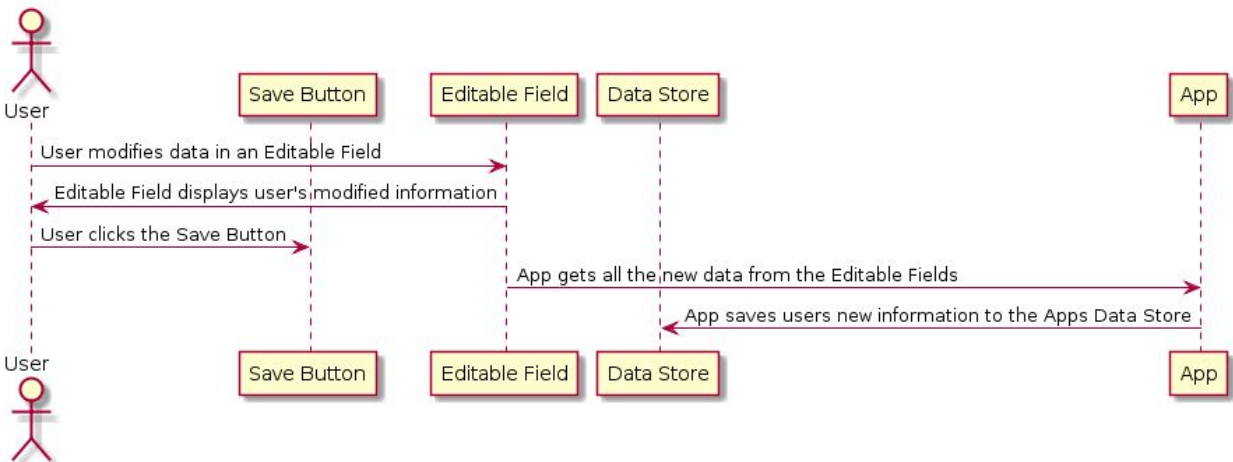 User
Save Button
Editable Field
Data Store
App
User modifies data in an Editable Field
Editable Field displays user's modified information
User clicks the Save Button
App gets all the new data from the Editable Fields
App saves users new information to the Apps Data Store
User
Save Button
Editable Field
Data Store
App